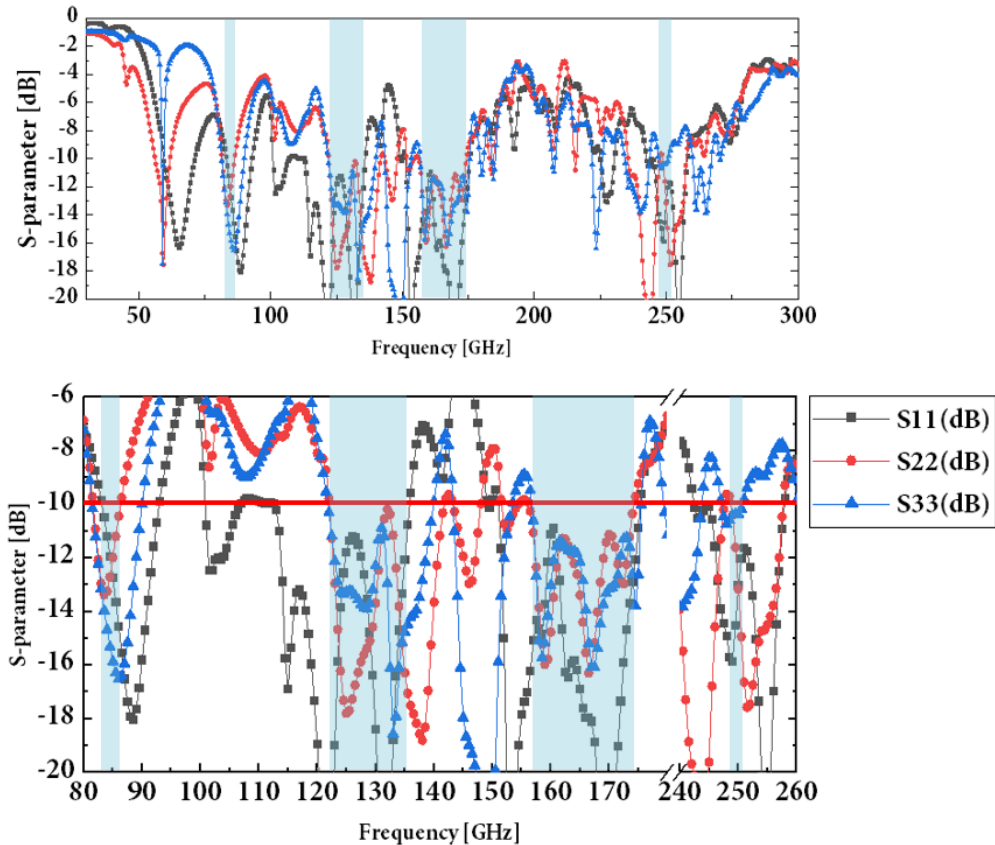 S-parameter [dB]
0
-2
-4
-6
-8
-10
-12
-14
-16
-18
-20
50 100 150 200 250 300
Frequency [GHz]
S-parameter [dB]
-6
-8
-10
-12
-14
-16
-18
-20
80 90 100 110 120 130 140 150 160 170 240 250 260
Frequency [GHz]
S11(dB)
S22(dB)
S33(dB)